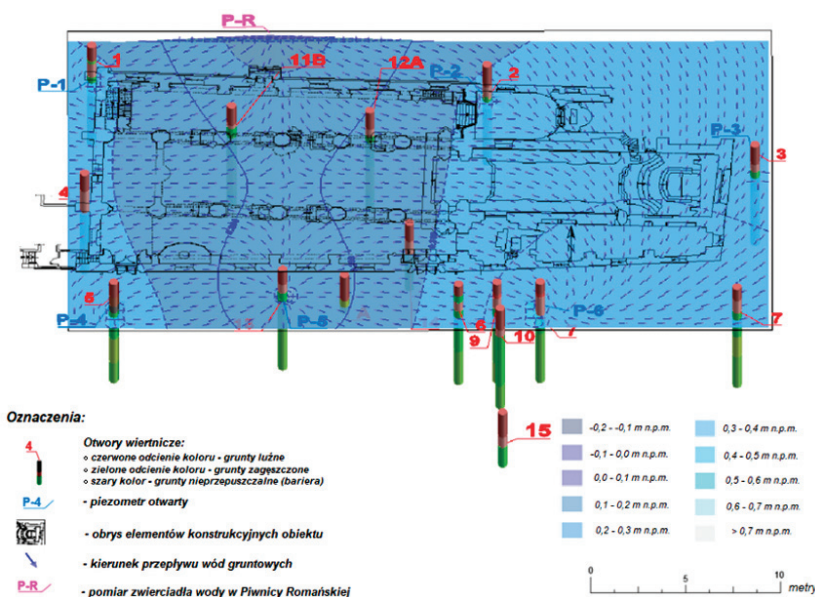 P-R
11B
12A
1
P-1
P-2
2
P-3
3
4
5
P-4
P-5
6
9
10
P-6
7
7
15
Oznaczenia:
4
Otwory wiertnicze:
czerwone odcienie koloru - grunty luźne
zielone odcienie koloru - grunty zagęszczone
szary kolor - grunty nieprzepuszczalne (bariera)
P-4 - piezometr otwarty
- obrys elementów konstrukcyjnych obiektu
- kierunek przepływu wód gruntowych
P-R - pomiar zwierciadła wody w Piwnicy Romańskiej
-0,2 - -0,1 m n.p.m.
-0,1 - 0,0 m n.p.m.
0,0 - 0,1 m n.p.m.
0,1 - 0,2 m n.p.m.
0,2 - 0,3 m n.p.m.
0,3 - 0,4 m n.p.m.
0,4 - 0,5 m n.p.m.
0,5 - 0,6 m n.p.m.
0,6 - 0,7 m n.p.m.
> 0,7 m n.p.m.
0 5 10
metry